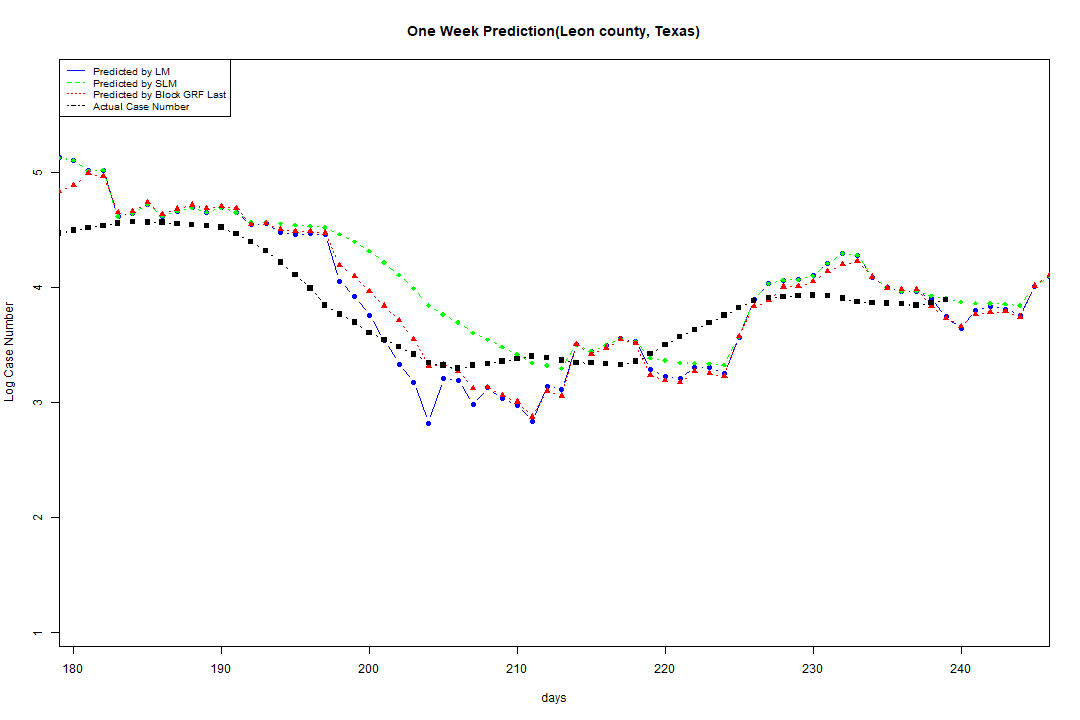 One Week Prediction(Leon county, Texas)
Predicted by LM
Predicted by SLM
Predicted by Block GRF Last
Actual Case Number
5
4
3
2
1
Log Case Number
180 190 200 210 220 230 240
days